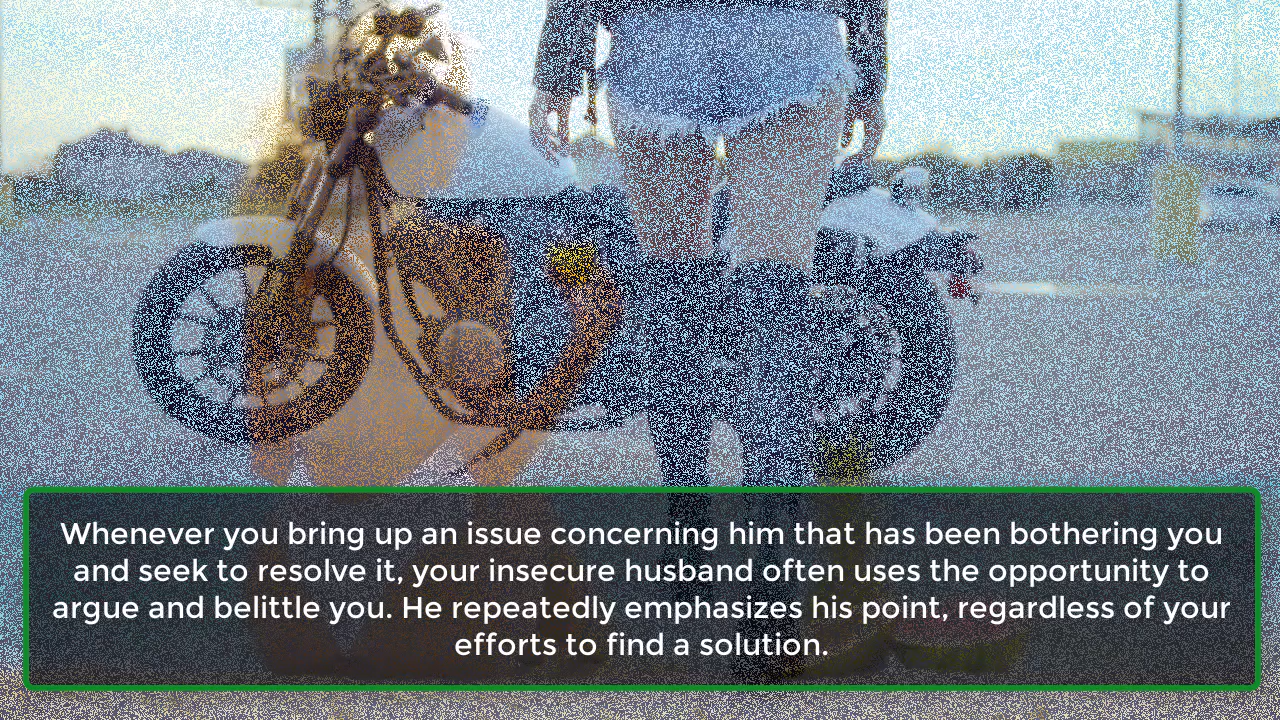 Whenever you bring up an issue concerning him that has been bothering you
and seek to resolve it, your insecure husband often uses the opportunity to
argue and belittle you. He repeatedly emphasizes his point, regardless of your
efforts to find a solution.